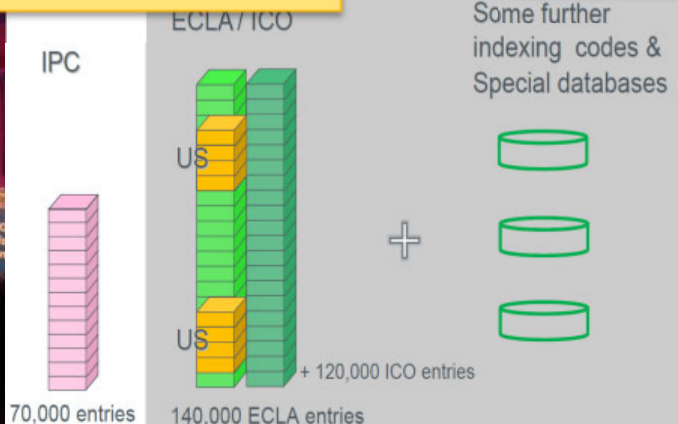 ECLA / ICO
Some further
indexing codes &
Special databases
IPC
US
+
US
+ 120,000 ICO entries
70,000 entries
140,000 ECLA entries